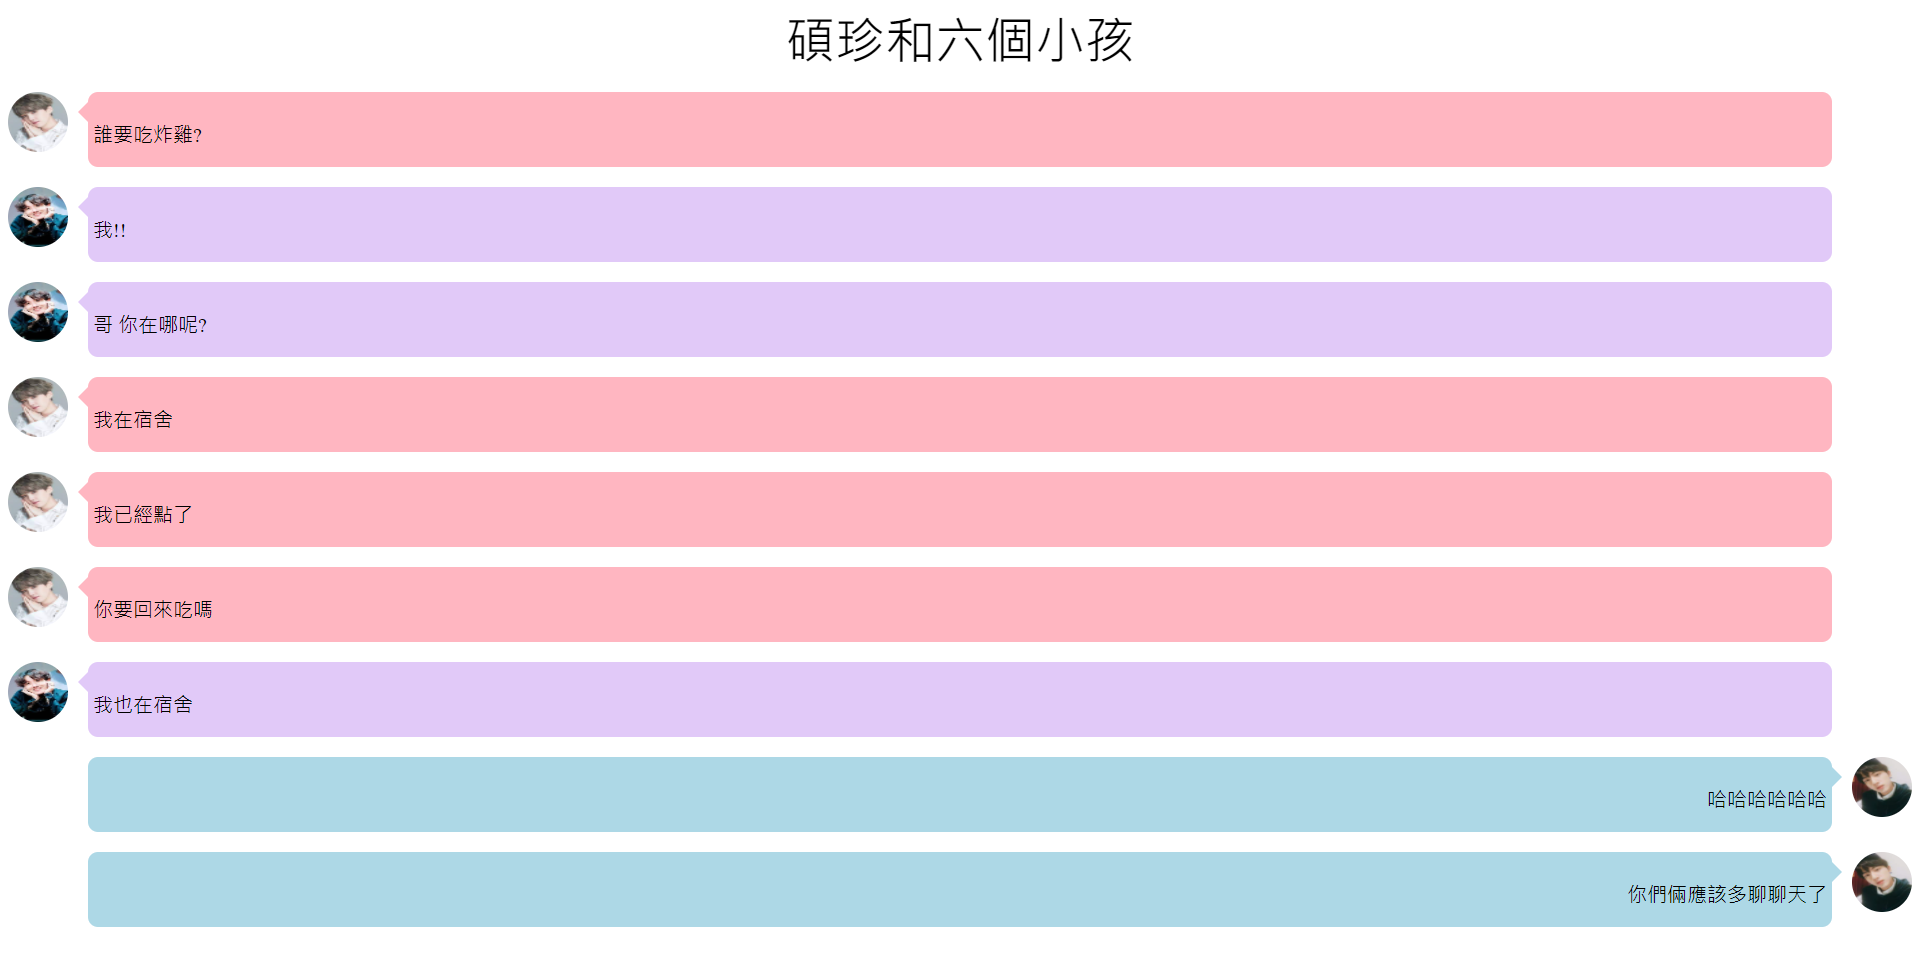 碩珍和六個小孩
誰要吃炸雞?
我!!
哥 你在哪呢?
我在宿舍
我已經點了
你要回來吃嗎
我也在宿舍
哈哈哈哈哈哈
你們倆應該多聊聊天了